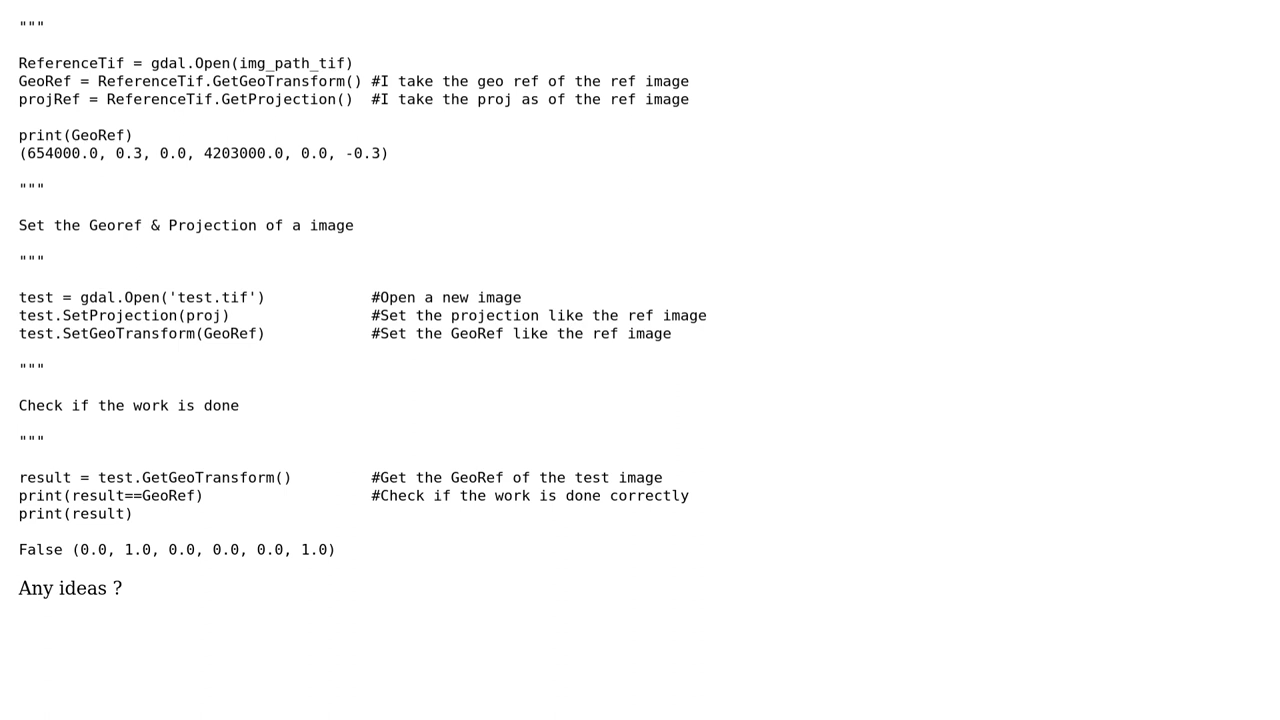 """
ReferenceTif = gdal.Open(img_path_tif)
GeoRef = ReferenceTif.GetGeoTransform() #I take the geo ref of the ref image
projRef = ReferenceTif.GetProjection()  #I take the proj as of the ref image
print(GeoRef)
(654000.0, 0.3, 0.0, 4203000.0, 0.0, -0.3)
"""
Set the Georef & Projection of a image
"""
test = gdal.Open('test.tif')            #Open a new image
test.SetProjection(proj)                #Set the projection like the ref image
test.SetGeoTransform(GeoRef)            #Set the GeoRef like the ref image
"""
Check if the work is done
"""
result = test.GetGeoTransform()         #Get the GeoRef of the test image
print(result==GeoRef)                   #Check if the work is done correctly
print(result)
False (0.0, 1.0, 0.0, 0.0, 0.0, 1.0)
Any ideas ?